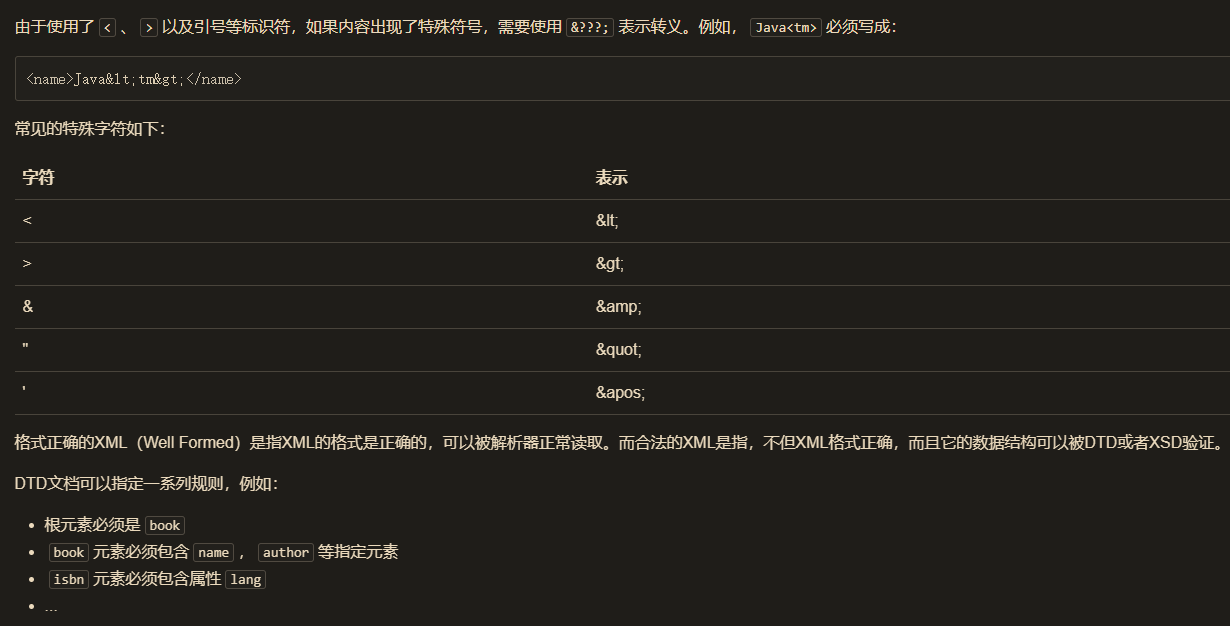 由于使用了 < 、 > 以及引号等标识符，如果内容出现了特殊符号，需要使用 &???; 表示转义。例如， Java<tm> 必须写成：
<name>Java&lt;tm&gt;</name>
常见的特殊字符如下：
字符 表示
< &lt;
> &gt;
& &amp;
" &quot;
' &apos;
格式正确的XML（Well Formed）是指XML的格式是正确的，可以被解析器正常读取。而合法的XML是指，不但XML格式正确，而且它的数据结构可以被DTD或者XSD验证。
DTD文档可以指定一系列规则，例如：
• 根元素必须是 book
• book 元素必须包含 name ， author 等指定元素
• isbn 元素必须包含属性 lang
• ...